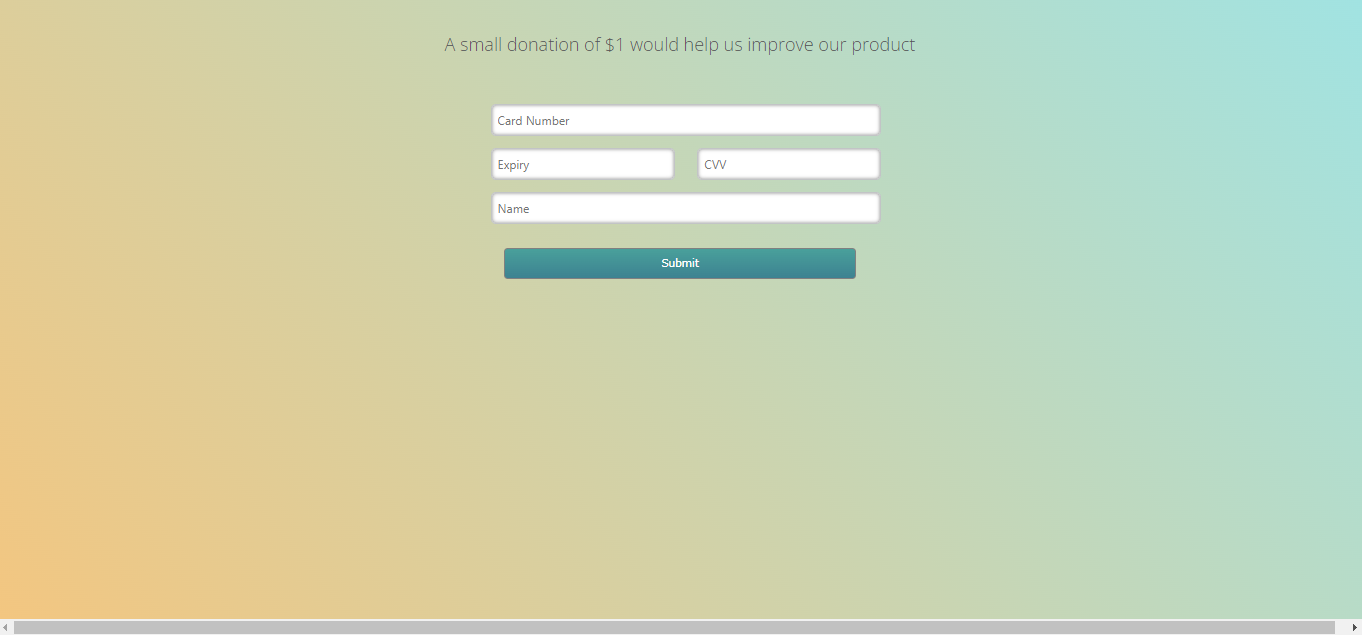 A small donation of $1 would help us improve our product
Card Number
Expiry CVV
Name
Submit